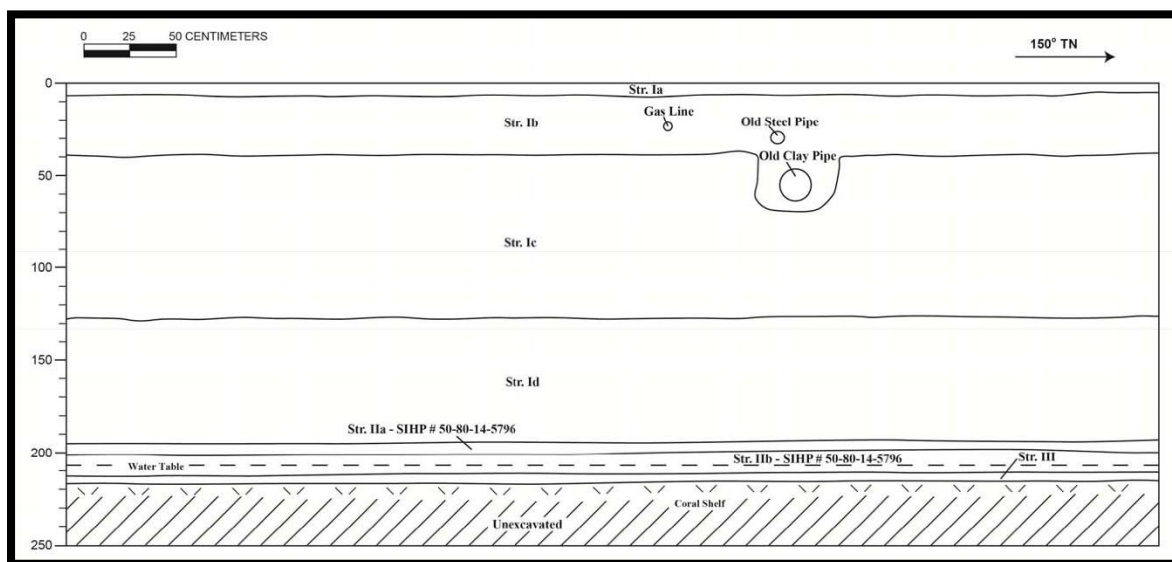 0 25 50 CENTIMETERS
150° TN
0
Str. Ia
Gas Line
Str. Ib
Old Steel Pipe
Old Clay Pipe
50
Str. Ic
100
150
Str. Id
Str. IIa - SIHP # 50-80-14-5796
200
Str. IIb - SIHP # 50-80-14-5796
Str. III
Water Table
Coral Shelf
Unexcavated
250